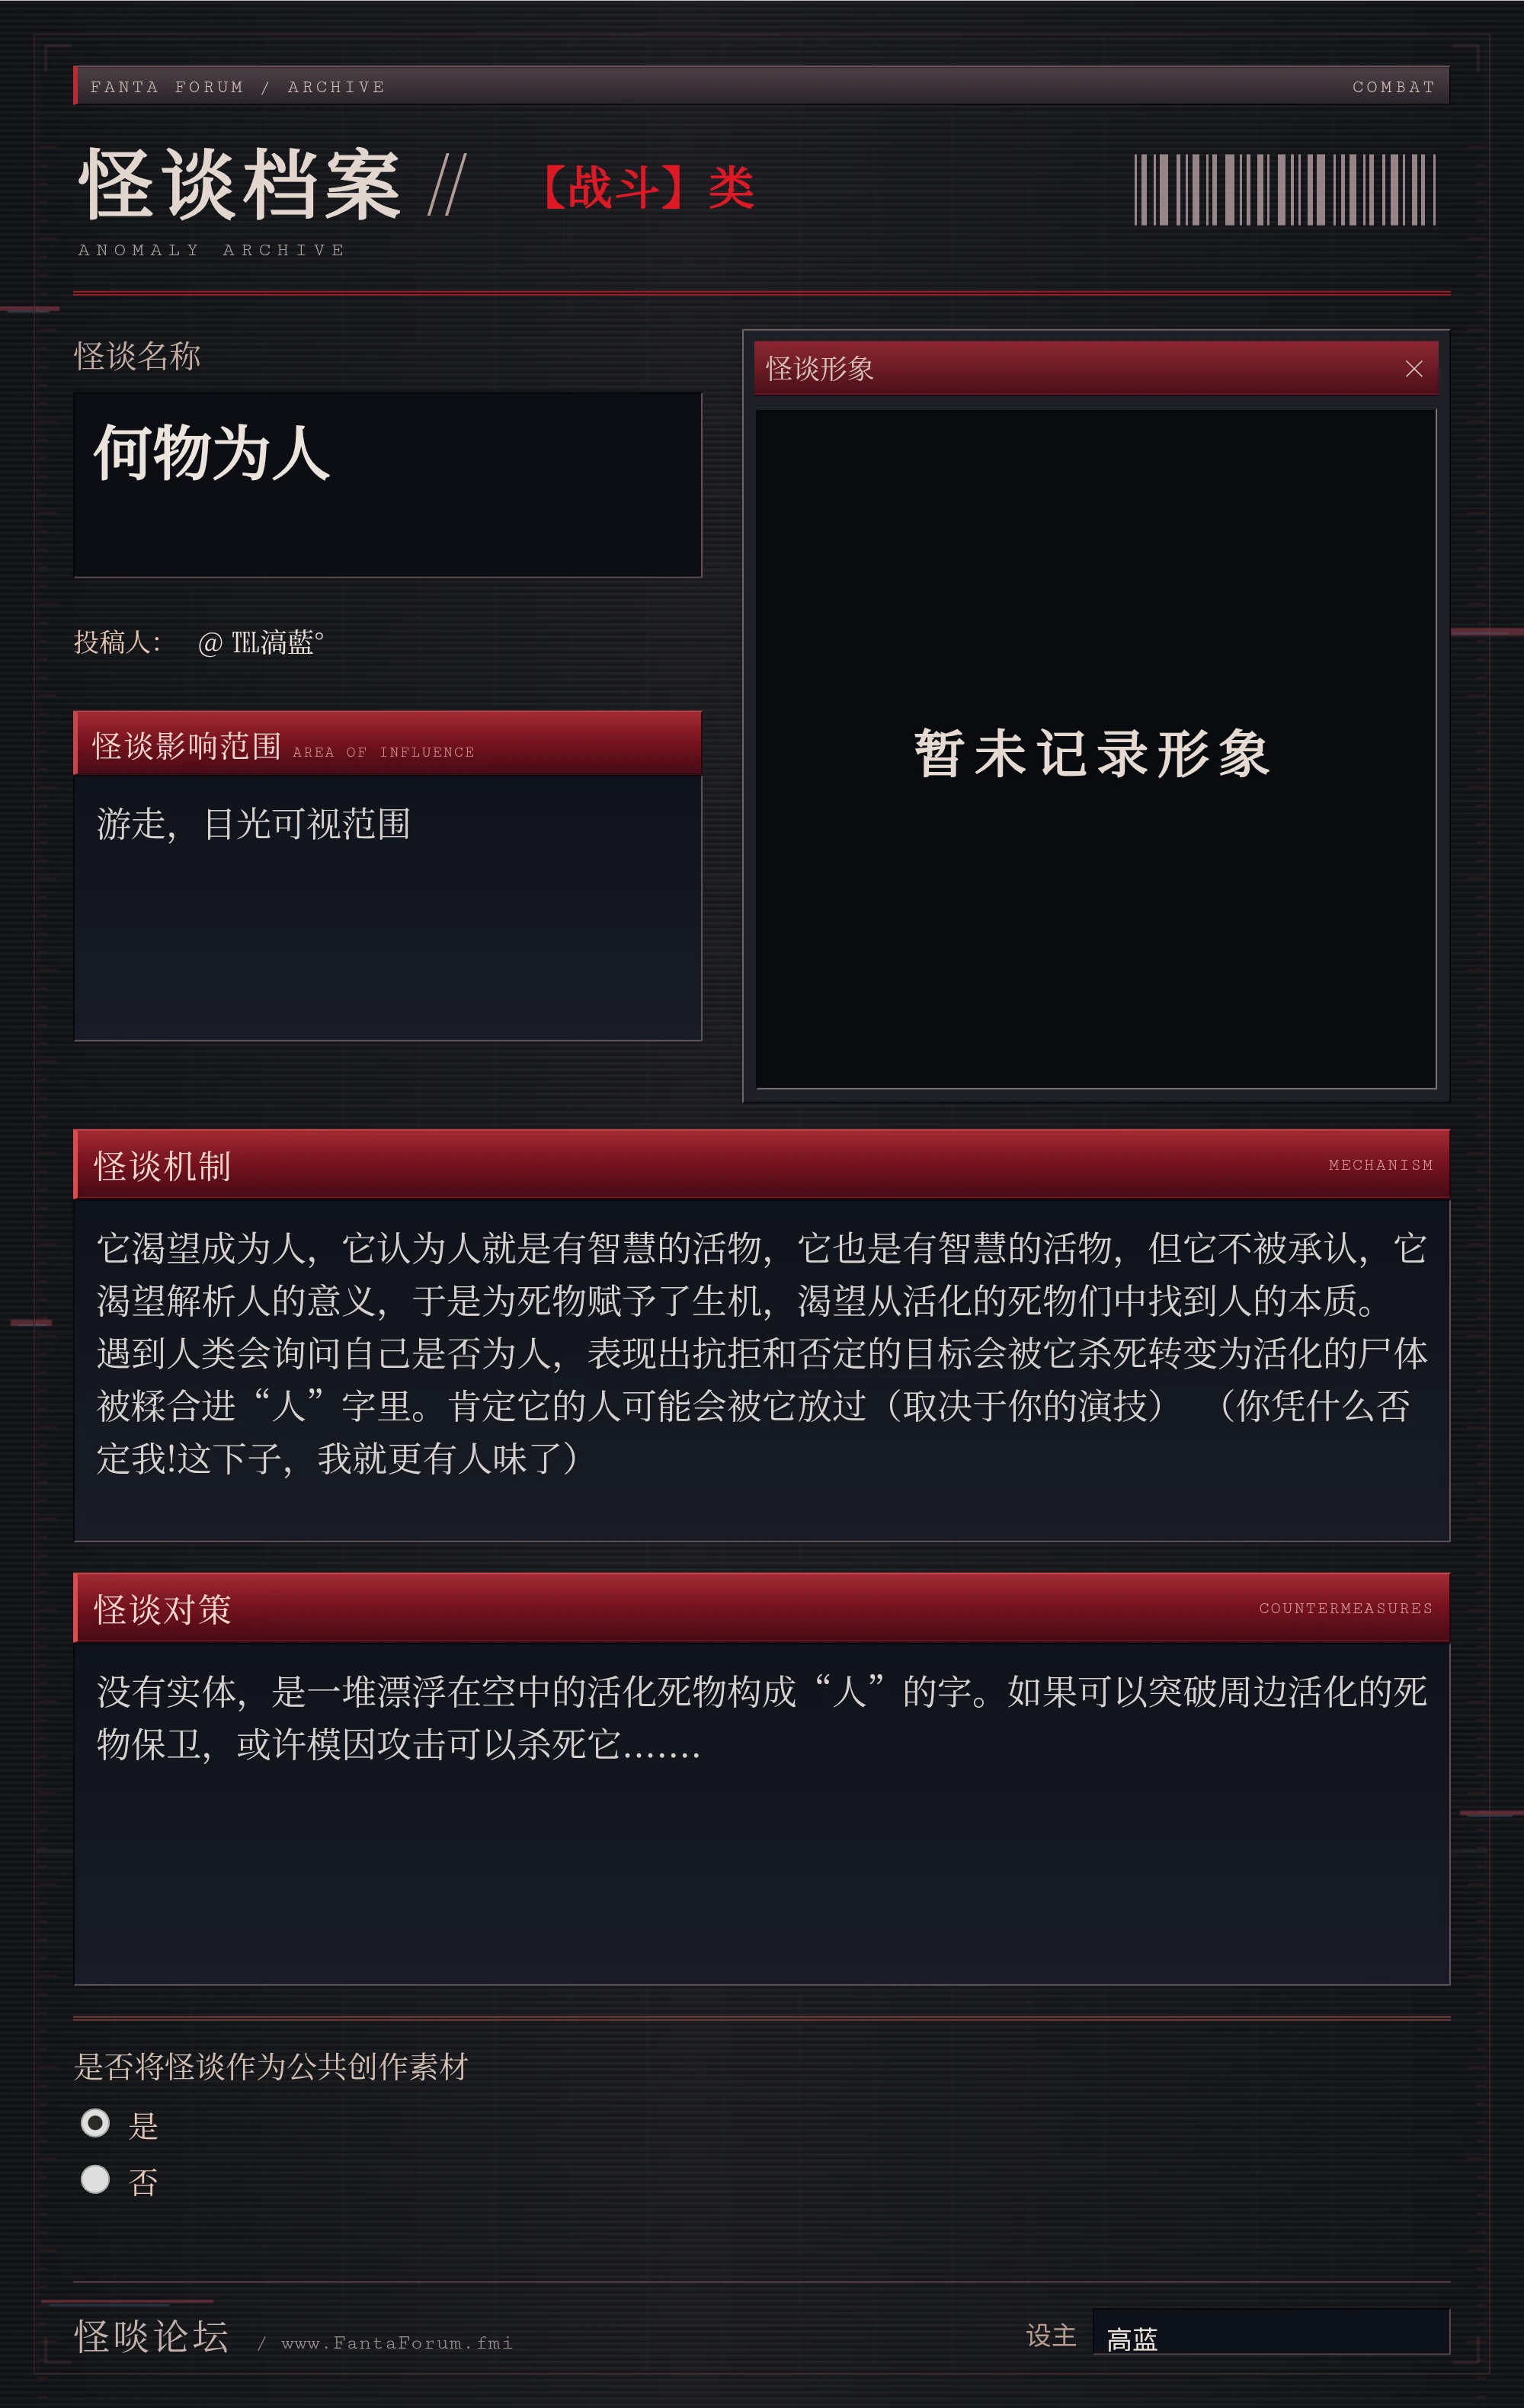 FANTA FORUM / ARCHIVE
COMBAT
怪谈档案 // 【战斗】类
ANOMALY ARCHIVE
怪谈名称
何物为人
投稿人： @ TEL滈藍°
怪谈影响范围 AREA OF INFLUENCE
游走，目光可视范围
怪谈形象 ×
暂未记录形象
怪谈机制 MECHANISM
它渴望成为人，它认为人就是有智慧的活物，它也是有智慧的活物，但它不被承认，它
渴望解析人的意义，于是为死物赋予了生机，渴望从活化的死物们中找到人的本质。
遇到人类会询问自己是否为人，表现出抗拒和否定的目标会被它杀死转变为活化的尸体
被糅合进“人”字里。肯定它的人可能会被它放过（取决于你的演技） （你凭什么否
定我!这下子，我就更有人味了）
怪谈对策 COUNTERMEASURES
没有实体，是一堆漂浮在空中的活化死物构成“人”的字。如果可以突破周边活化的死
物保卫，或许模因攻击可以杀死它.......
是否将怪谈作为公共创作素材
是
否
怪啖论坛 / www.FantaForum.fmi
设主 高蓝